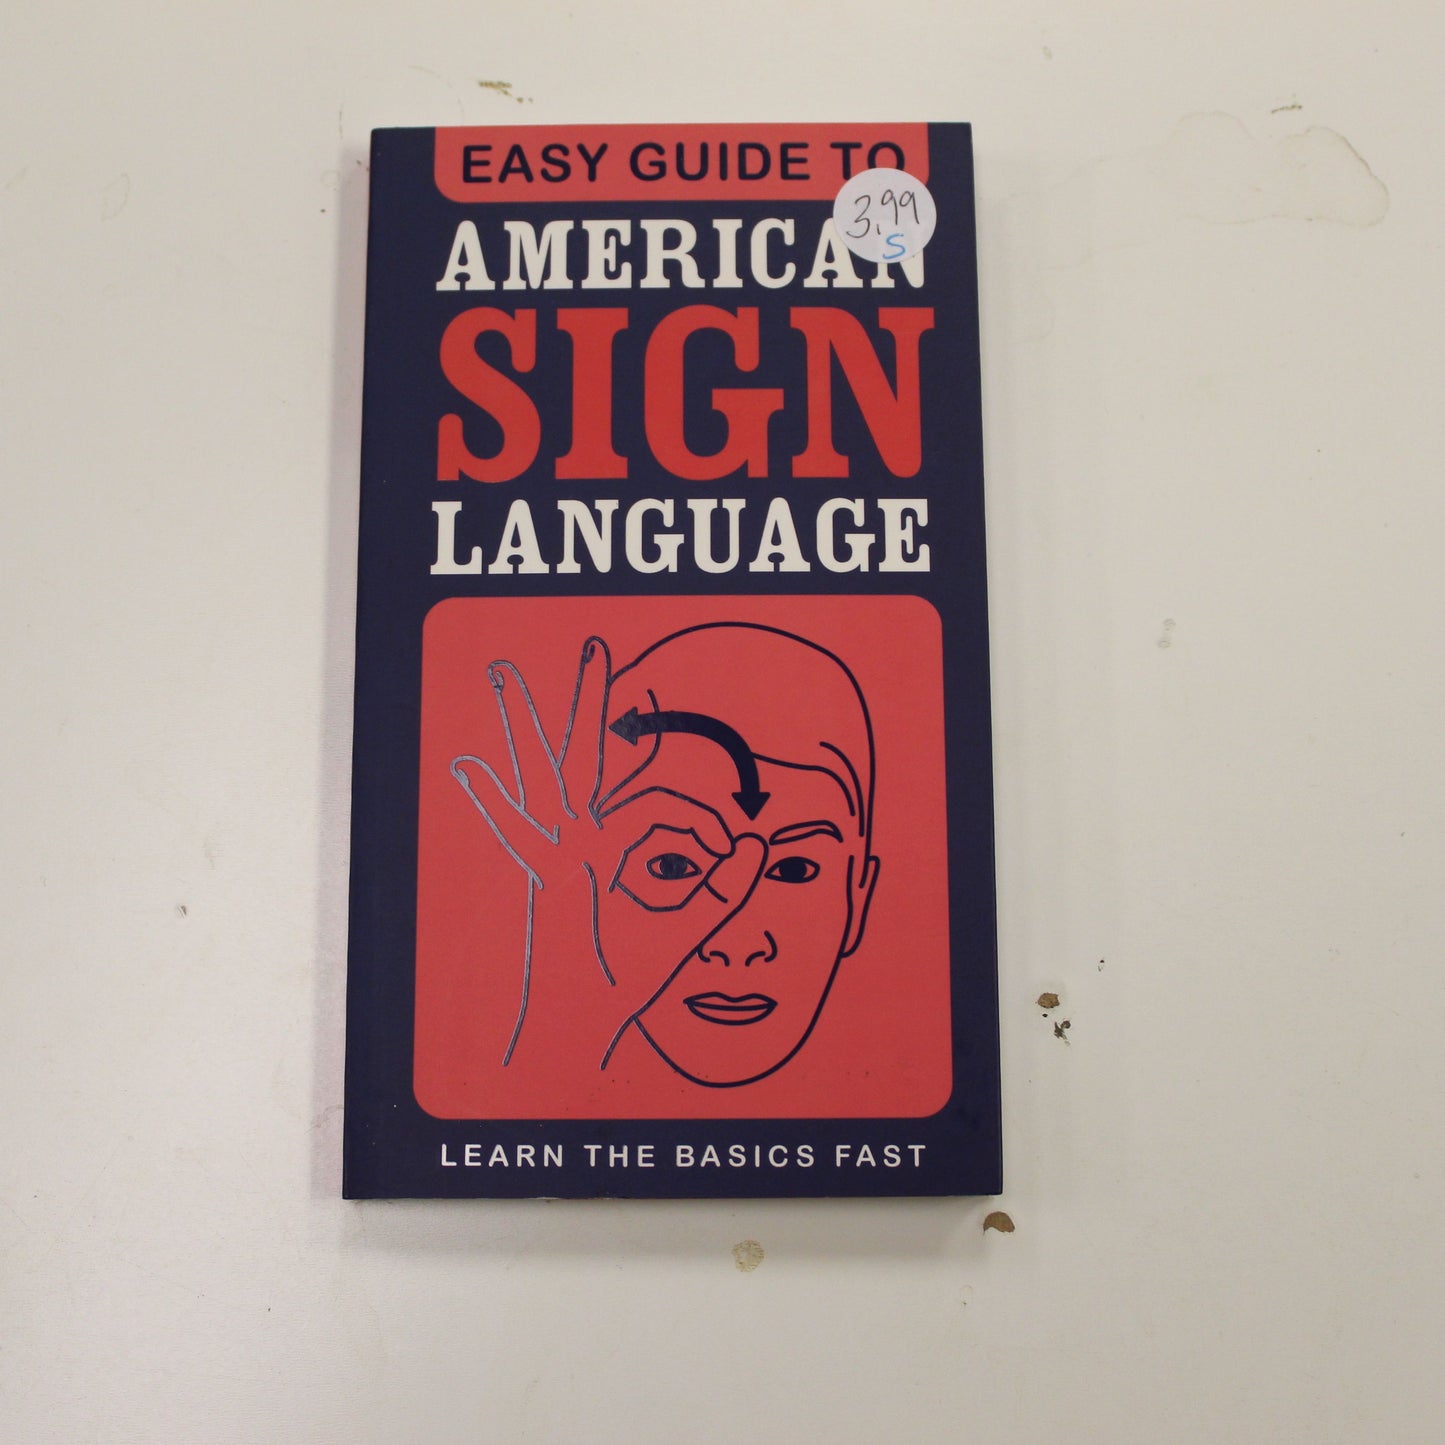 EASY GUIDE TO
3.99
S
AMERICAN
SIGN
LANGUAGE
LEARN THE BASICS FAST